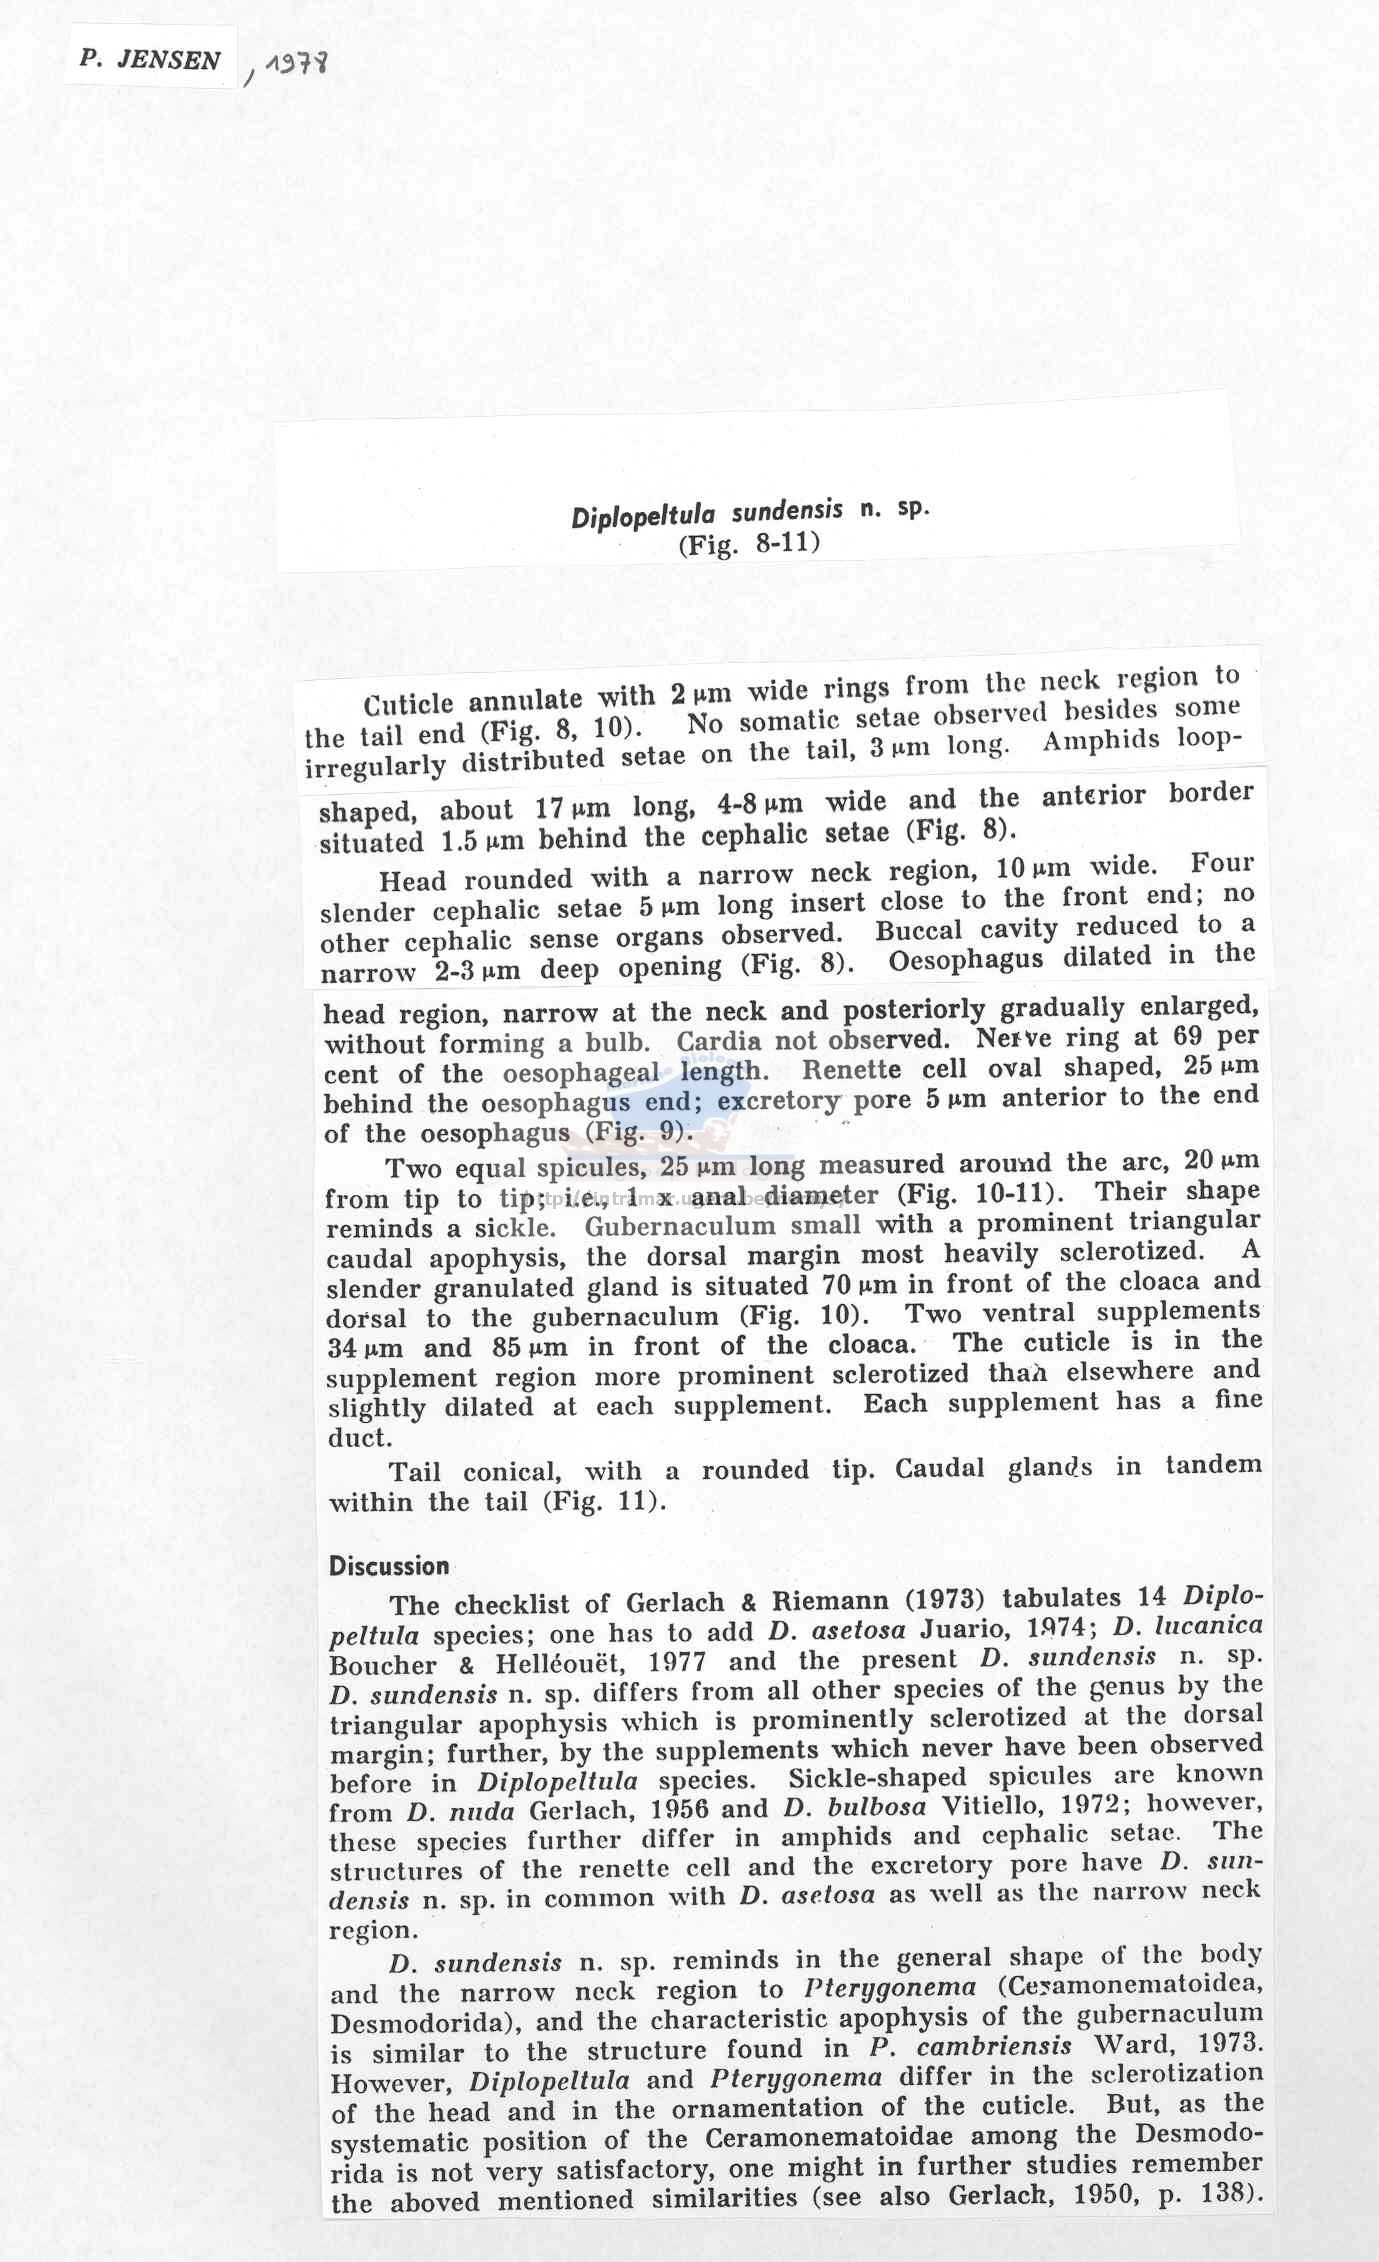 P. JENSEN, 1978
Diplopeltula sundensis n. sp.
(Fig. 8-11)
Cuticle annulate with 2 µm wide rings from the neck region to
the tail end (Fig. 8, 10). No somatic setae observed besides some
irregularly distributed setae on the tail, 3 µm long. Amphids loop-
shaped, about 17 µm long, 4-8 µm wide and the anterior border
situated 1.5 µm behind the cephalic setae (Fig. 8).
Head rounded with a narrow neck region, 10 µm wide. Four
slender cephalic setae 5 µm long insert close to the front end; no
other cephalic sense organs observed. Buccal cavity reduced to a
narrow 2-3 µm deep opening (Fig. 8). Oesophagus dilated in the
head region, narrow at the neck and posteriorly gradually enlarged,
without forming a bulb. Cardia not observed. Nerve ring at 69 per
cent of the oesophageal length. Renette cell oval shaped, 25 µm
behind the oesophagus end; excretory pore 5 µm anterior to the end
of the oesophagus (Fig. 9).
Two equal spicules, 25 µm long measured around the arc, 20 µm
from tip to tip; i.e., 1 x anal diameter (Fig. 10-11). Their shape
reminds a sickle. Gubernaculum small with a prominent triangular
caudal apophysis, the dorsal margin most heavily sclerotized. A
slender granulated gland is situated 70 µm in front of the cloaca and
dorsal to the gubernaculum (Fig. 10). Two ventral supplements
34 µm and 85 µm in front of the cloaca. The cuticle is in the
supplement region more prominent sclerotized than elsewhere and
slightly dilated at each supplement. Each supplement has a fine
duct.
Tail conical, with a rounded tip. Caudal glands in tandem
within the tail (Fig. 11).
Discussion
The checklist of Gerlach & Riemann (1973) tabulates 14 Diplo-
peltula species; one has to add D. asetosa Juario, 1974; D. lucanica
Boucher & Helléouët, 1977 and the present D. sundensis n. sp.
D. sundensis n. sp. differs from all other species of the genus by the
triangular apophysis which is prominently sclerotized at the dorsal
margin; further, by the supplements which never have been observed
before in Diplopeltula species. Sickle-shaped spicules are known
from D. nuda Gerlach, 1956 and D. bulbosa Vitiello, 1972; however,
these species further differ in amphids and cephalic setae. The
structures of the renette cell and the excretory pore have D. sun-
densis n. sp. in common with D. asetosa as well as the narrow neck
region.
D. sundensis n. sp. reminds in the general shape of the body
and the narrow neck region to Pterygonema (Ceramonematoidea,
Desmodorida), and the characteristic apophysis of the gubernaculum
is similar to the structure found in P. cambriensis Ward, 1973.
However, Diplopeltula and Pterygonema differ in the sclerotization
of the head and in the ornamentation of the cuticle. But, as the
systematic position of the Ceramonematoidae among the Desmodo-
rida is not very satisfactory, one might in further studies remember
the aboved mentioned similarities (see also Gerlach, 1950, p. 138).